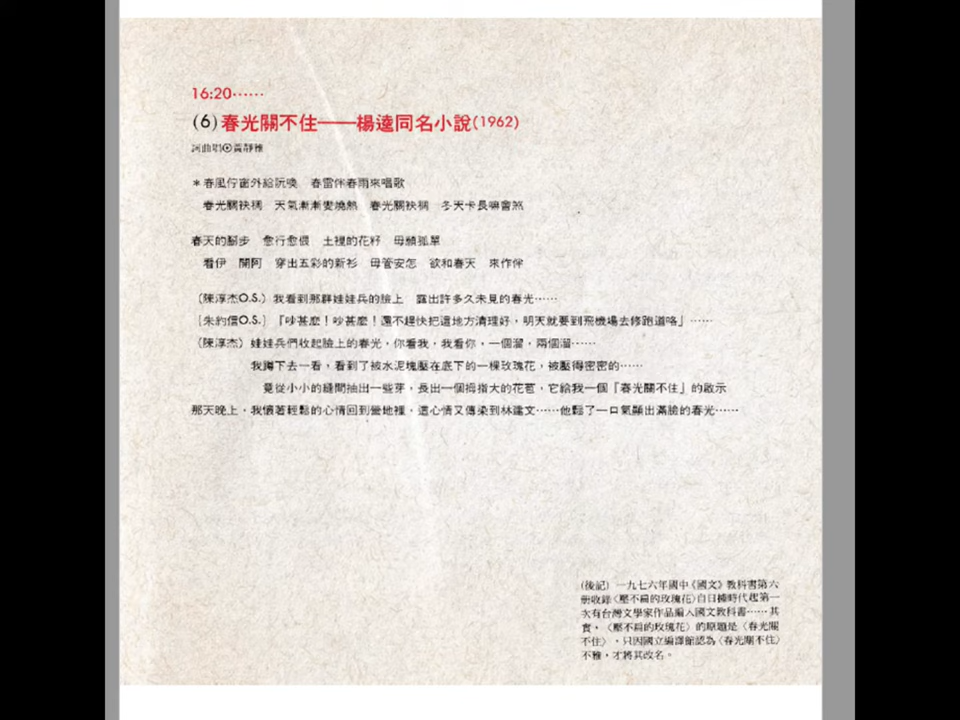 16:20……
(6)春光關不住——楊逵同名小說(1962)
詞曲唱⊙黃靜雅
＊春風佇窗外給阮喚　春雷伴春雨來唱歌
春光關袂稠　天氣漸漸變燒熱　春光關袂稠　冬天卡長嘛會煞
春天的腳步　愈行愈偎　土裡的花籽　毋願孤單
看伊　開阿　穿出五彩的新衫　毋管安怎　欲和春天　來作伴
（陳淳杰O.S.）我看到那群娃娃兵的臉上　露出許多久未見的春光……
［朱約信O.S.］「吵甚麼！吵甚麼！還不趕快把這地方清理好，明天就要到飛機場去修跑道咯」……
（陳淳杰）娃娃兵們收起臉上的春光，你看我，我看你，一個溜，兩個溜……
我蹲下去一看，看到了被水泥塊壓在底下的一棵玫瑰花，被壓得密密的……
竟從小小的縫間抽出一些芽，長出一個拇指大的花苞，它給我一個「春光關不住」的啟示
那天晚上，我懷著輕鬆的心情回到營地裡，這心情又傳染到林建文……他鬆了一口氣顯出滿臉的春光……
(後記）一九七六年國中《國文》教科書第六
冊收錄〈壓不扁的玫瑰花〉自日據時代起第一
次有台灣文學家作品編入國文教科書……其
實，〈壓不扁的玫瑰花〉的原題是〈春光關
不住〉，只因國立編譯館認為〈春光關不住〉
不雅，才將其改名。